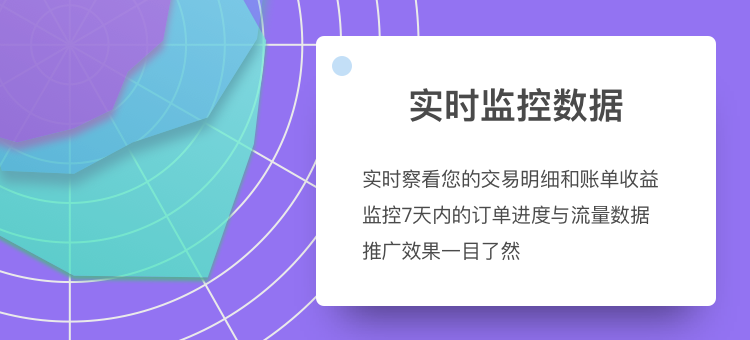 实时监控数据
实时察看您的交易明细和账单收益
监控7天内的订单进度与流量数据
推广效果一目了然